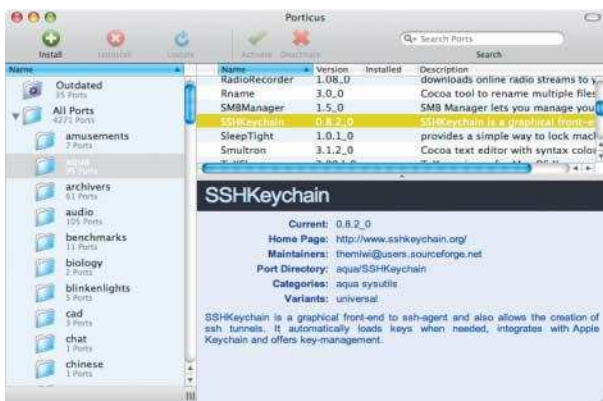 Porticus
Install
Uninstall
Update
Activate
Deactivate
Search Ports
Search
Name
Outdated
35 Ports
All Ports
4271 Ports
amusements
7 Ports
aqua
95 Ports
archivers
61 Ports
audio
105 Ports
benchmarks
11 Ports
biology
2 Ports
blinkenlights
5 Ports
cad
3 Ports
chat
1 Ports
chinese
1 Ports
Name Version Installed Description
RadioRecorder 1.08_0 downloads online radio streams to
Rname 3.0_0 Cocoa tool to rename multiple files
SMBManager 1.5_0 SMB Manager lets you manage you
SSHKeychain 0.8.2_0 SSHKeychain is a graphical front-e
SleepTight 1.0.1_0 provides a simple way to lock
Smultron 3.1.2_0 Cocoa text editor with syntax color
SSHKeychain
Current: 0.8.2_0
Home Page: http://www.sshkeychain.org/
Maintainers: themiwi@users.sourceforge.net
Port Directory: aqua/SSHKeychain
Categories: aqua sysutils
Variants: universal
SSHKeychain is a graphical front-end to ssh-agent and also allows the creation of
ssh tunnels. It automatically loads keys when needed, integrates with Apple
Keychain and offers key-management.